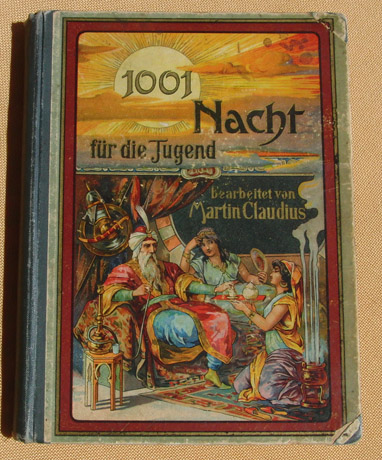 1001
Nacht
für die Jugend
bearbeitet von
Martin Claudius